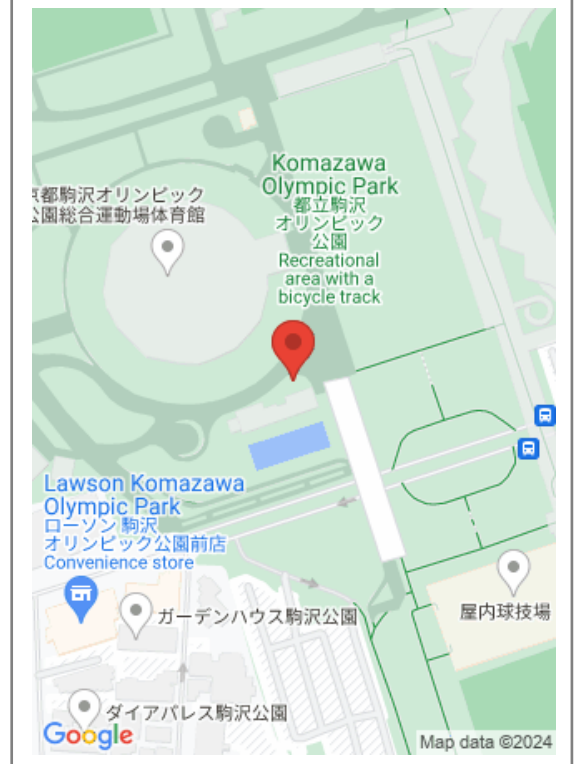 Komazawa
Olympic Park
都立駒沢
オリンピック
公園
Recreational
area with a
bicycle track
京都駒沢オリンピック
公園総合運動場体育館
Lawson Komazawa
Olympic Park
ローソン 駒沢
オリンピック公園前店
Convenience store
ガーデンハウス駒沢公園
屋内球技場
ダイアパレス駒沢公園
Google
Map data ©2024